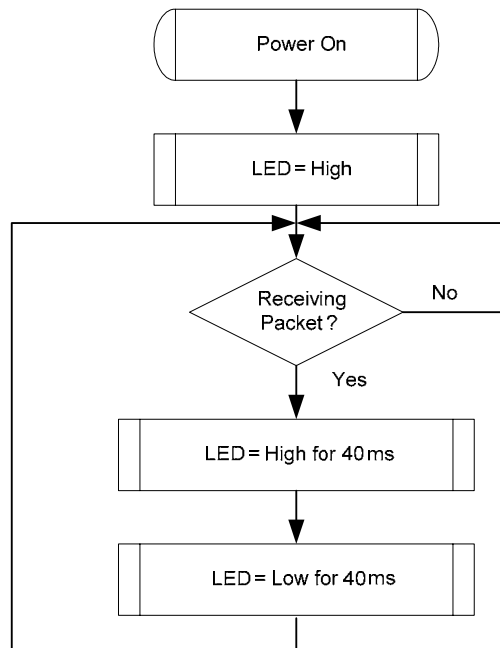 Power On
LED = High
Receiving
Packet ?
No
Yes
LED = High for 40 ms
LED = Low for 40 ms